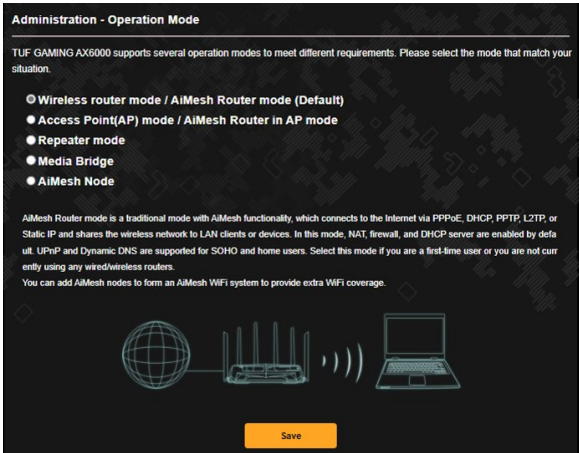 Administration - Operation Mode
TUF GAMING AX6000 supports several operation modes to meet different requirements. Please select the mode that match your
situation.
Wireless router mode / AiMesh Router mode (Default)
Access Point(AP) mode / AiMesh Router in AP mode
Repeater mode
Media Bridge
AiMesh Node
AiMesh Router mode is a traditional mode with AiMesh functionality, which connects to the Internet via PPPoE, DHCP, PPTP, L2TP, or
Static IP and shares the wireless network to LAN clients or devices. In this mode, NAT, firewall, and DHCP server are enabled by defa
ult. UPnP and Dynamic DNS are supported for SOHO and home users. Select this mode if you are a first-time user or you are not curr
ently using any wired/wireless routers.
You can add AiMesh nodes to form an AiMesh WiFi system to provide extra WiFi coverage.
Save